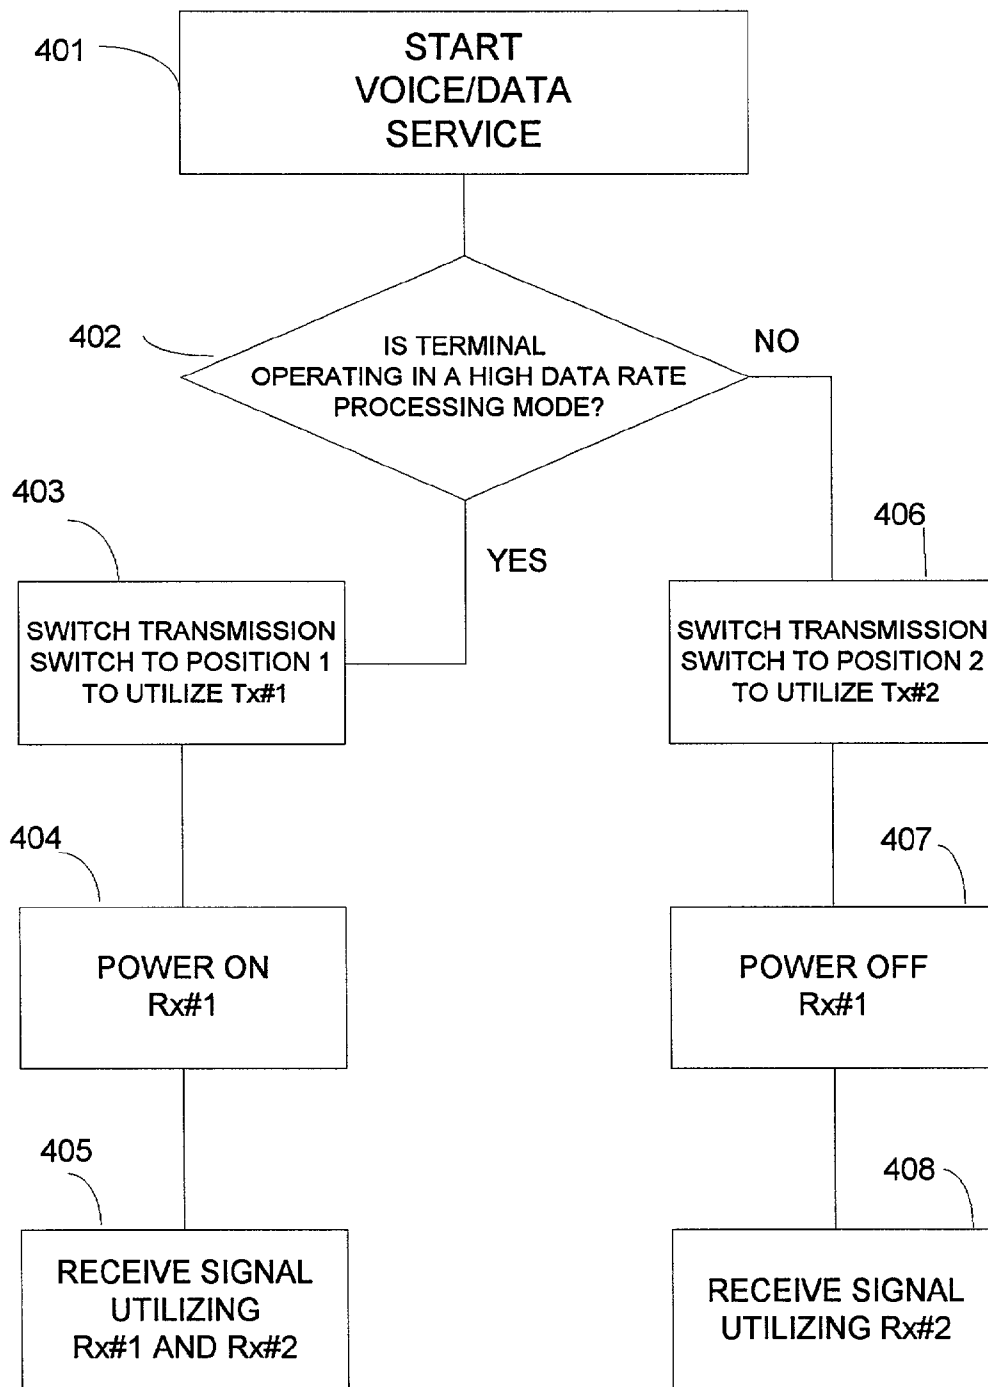 401
START
VOICE/DATA
SERVICE
402
IS TERMINAL
OPERATING IN A HIGH DATA RATE
PROCESSING MODE?
NO
YES
403
SWITCH TRANSMISSION
SWITCH TO POSITION 1
TO UTILIZE Tx#1
404
POWER ON
Rx#1
405
RECEIVE SIGNAL
UTILIZING
Rx#1 AND Rx#2
406
SWITCH TRANSMISSION
SWITCH TO POSITION 2
TO UTILIZE Tx#2
407
POWER OFF
Rx#1
408
RECEIVE SIGNAL
UTILIZING Rx#2